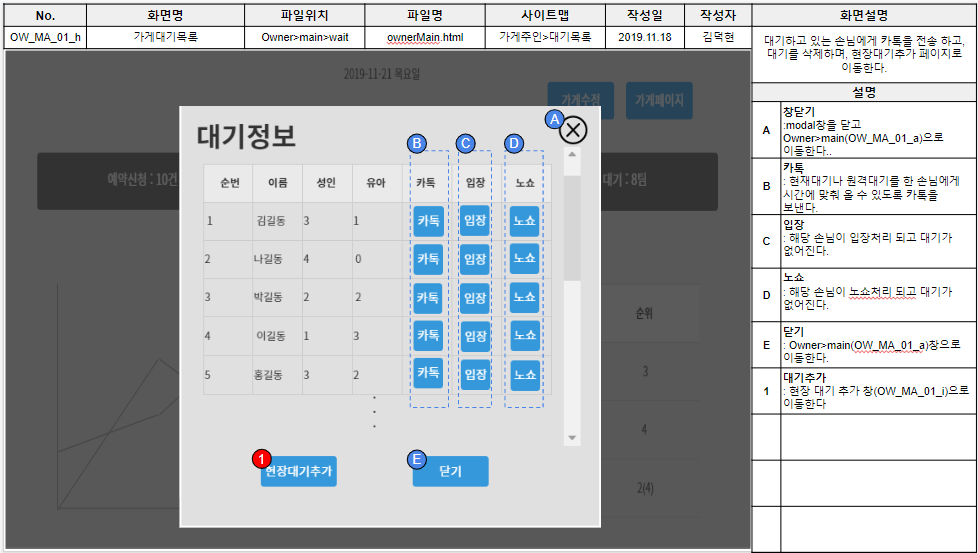 No. 화면명 파일위치 파일명 사이트맵 작성일 작성자 화면설명
OW_MA_01_h 가게대기목록 Owner>main>wait ownerMain.html 가게주인>대기목록 2019.11.18 김덕현
대기하고 있는 손님에게 카톡을 전송 하고,
대기를 삭제하며, 현장대기추가 페이지로
이동한다.
2019-11-21 목요일
가게수정 가게페이지
예약신청 : 10건
대기 : 8팀
순위
3
4
2(4)
대기정보
A
B C D
순번 이름 성인 유아 카톡 입장 노쇼
1 김길동 3 1 카톡 입장 노쇼
2 나길동 4 0 카톡 입장 노쇼
3 박길동 2 2 카톡 입장 노쇼
4 이길동 1 3 카톡 입장 노쇼
5 홍길동 3 2 카톡 입장 노쇼
1 현장대기추가
E 닫기
설명
A 창닫기
:modal창을 닫고
Owner>main(OW_MA_01_a)으로
이동한다..
B 카톡
: 현재대기나 원격대기를 한 손님에게
시간에 맞춰 올 수 있도록 카톡을
보낸다.
C 입장
: 해당 손님이 입장처리 되고 대기가
없어진다.
D 노쇼
: 해당 손님이 노쇼처리 되고 대기가
없어진다.
E 닫기
: Owner>main(OW_MA_01_a)창으로
이동한다.
1 대기추가
: 현장 대기 추가 창(OW_MA_01_i)으로
이동한다